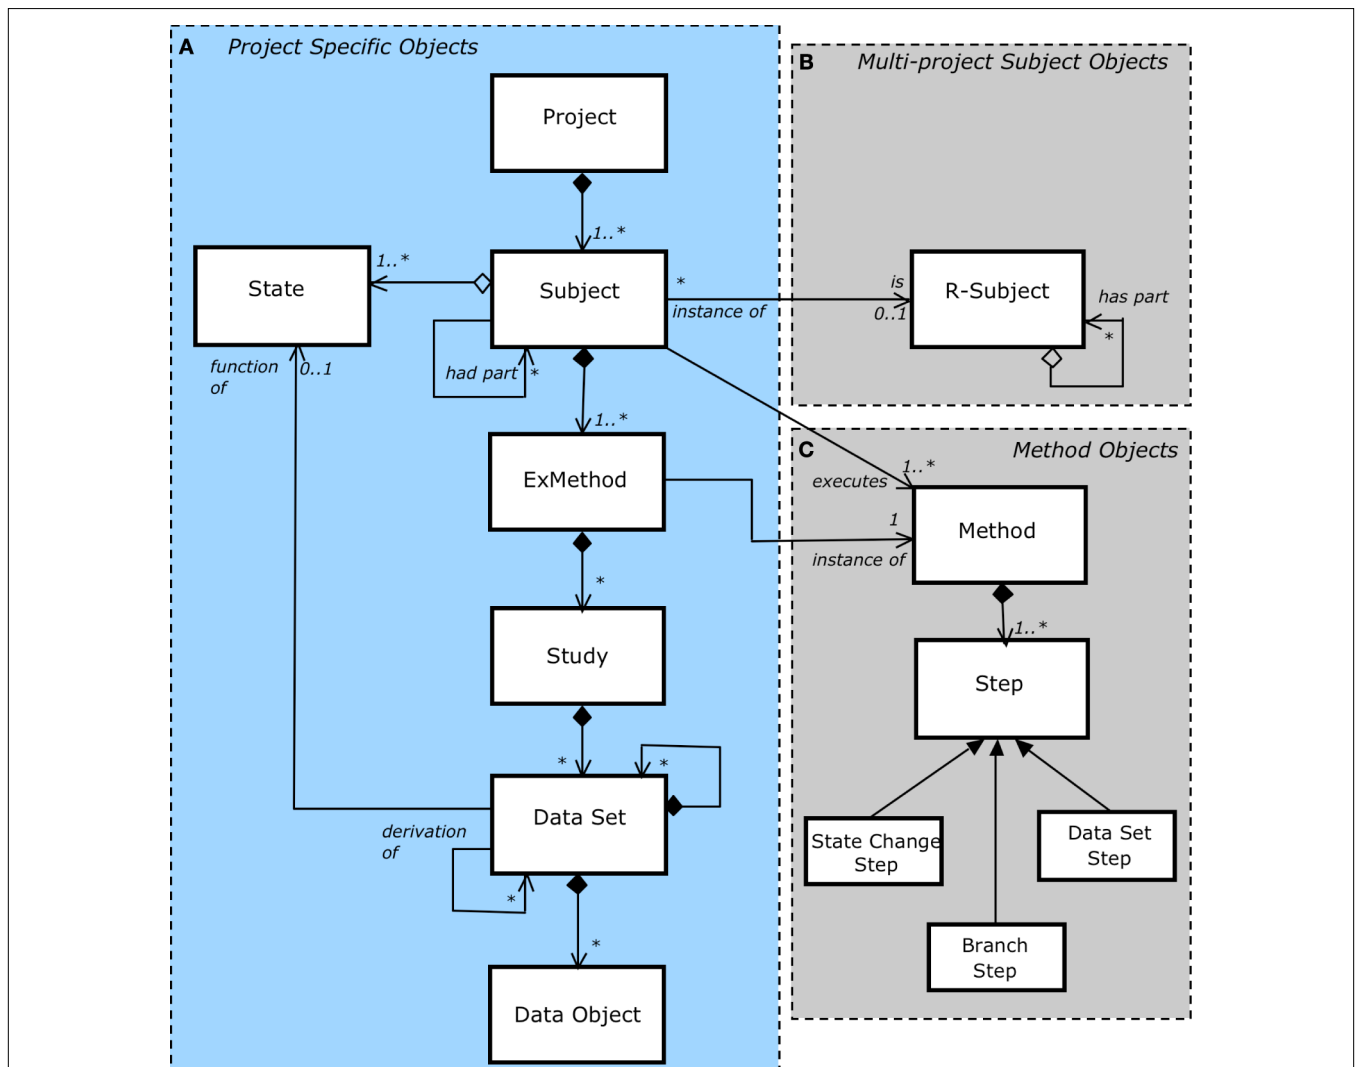 A Project Specific Objects
B Multi-project Subject Objects
Project
1..*
State
1..*
Subject
*
instance of
is
0..1
R-Subject
has part
*
function
of
0..1
had part *
1..*
C Method Objects
ExMethod
executes
1..*
1
instance of
Method
*
1..*
Study
Step
*
*
Data Set
derivation
of
*
State Change
Step
Data Set
Step
*
Branch
Step
Data Object